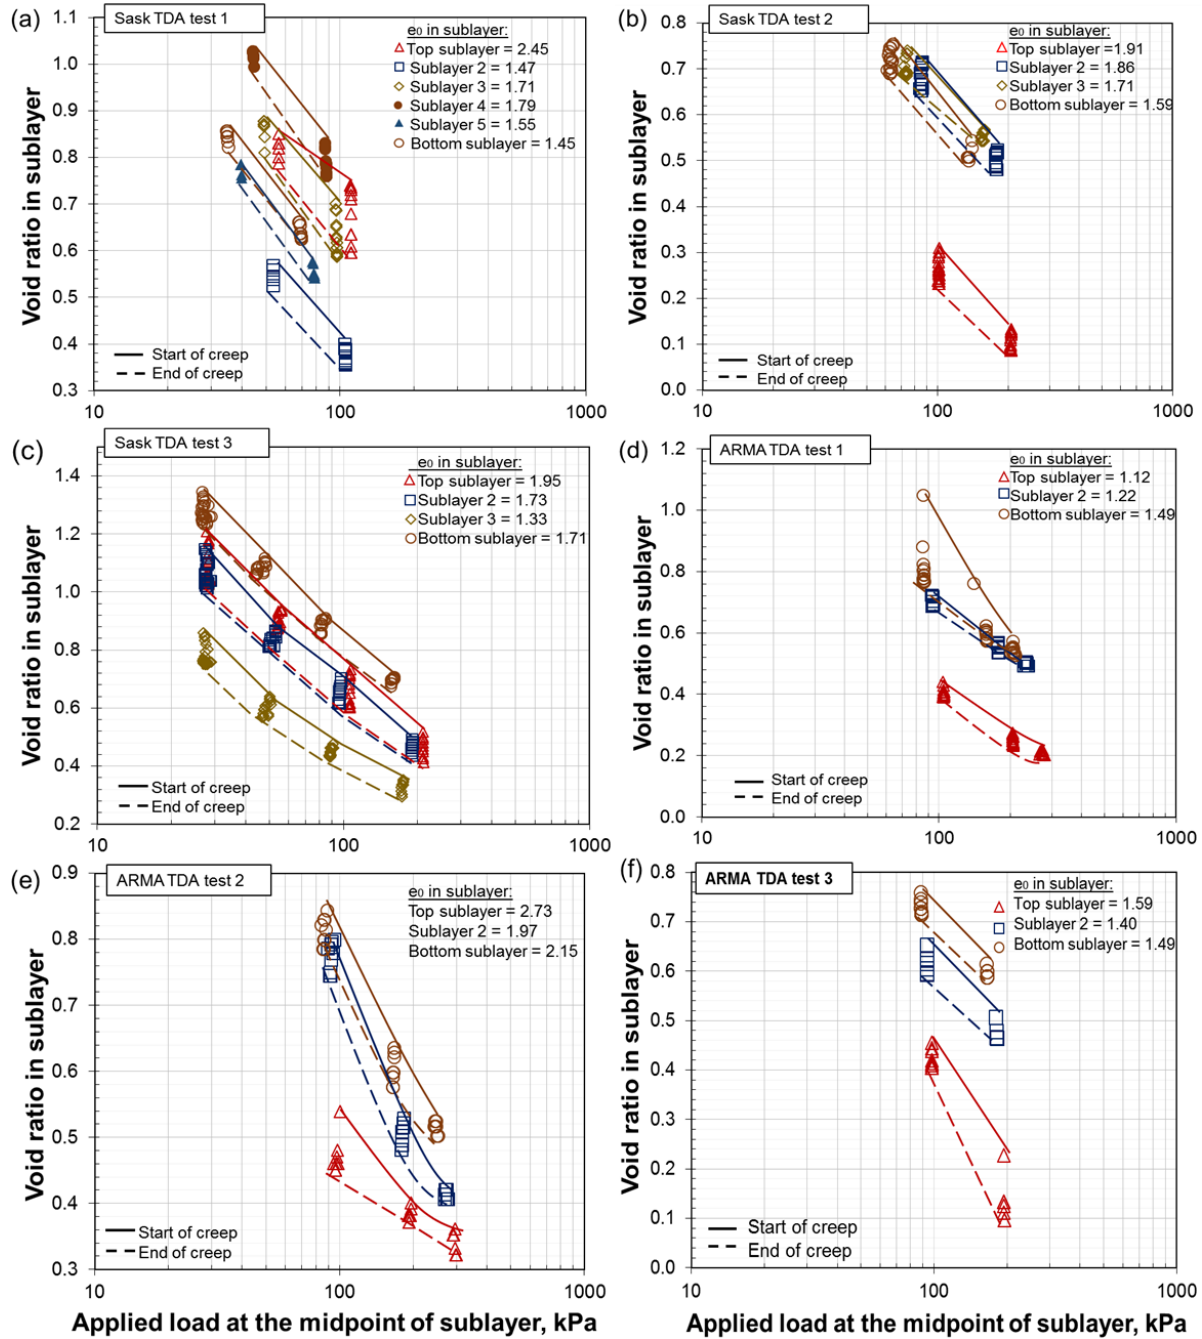 (a)
Sask TDA test 1
e₀ in sublayer:
Top sublayer = 2.45
Sublayer 2 = 1.47
Sublayer 3 = 1.71
Sublayer 4 = 1.79
Sublayer 5 = 1.55
Bottom sublayer = 1.45
Void ratio in sublayer
1.1
1.0
0.9
0.8
0.7
0.6
0.5
0.4
0.3
Start of creep
End of creep
10
100
1000
(b)
Sask TDA test 2
e₀ in sublayer:
Top sublayer =1.91
Sublayer 2 = 1.86
Sublayer 3 = 1.71
Bottom sublayer = 1.59
Void ratio in sublayer
0.8
0.7
0.6
0.5
0.4
0.3
0.2
0.1
0.0
Start of creep
End of creep
10
100
1000
(c)
Sask TDA test 3
e₀ in sublayer:
Top sublayer = 1.95
Sublayer 2 = 1.73
Sublayer 3 = 1.33
Bottom sublayer = 1.71
Void ratio in sublayer
1.4
1.2
1.0
0.8
0.6
0.4
0.2
Start of creep
End of creep
10
100
1000
(d)
ARMA TDA test 1
e₀ in sublayer:
Top sublayer = 1.12
Sublayer 2 = 1.22
Bottom sublayer = 1.49
Void ratio in sublayer
1.2
1.0
0.8
0.6
0.4
0.2
0.0
Start of creep
End of creep
10
100
1000
(e)
ARMA TDA test 2
e₀ in sublayer:
Top sublayer = 2.73
Sublayer 2 = 1.97
Bottom sublayer = 2.15
Void ratio in sublayer
0.9
0.8
0.7
0.6
0.5
0.4
0.3
Start of creep
End of creep
10
100
1000
Applied load at the midpoint of sublayer, kPa
(f)
ARMA TDA test 3
e₀ in sublayer:
Top sublayer = 1.59
Sublayer 2 = 1.40
Bottom sublayer = 1.49
Void ratio in sublayer
0.8
0.7
0.6
0.5
0.4
0.3
0.2
0.1
0.0
Start of creep
End of creep
10
100
1000
Applied load at the midpoint of sublayer, kPa